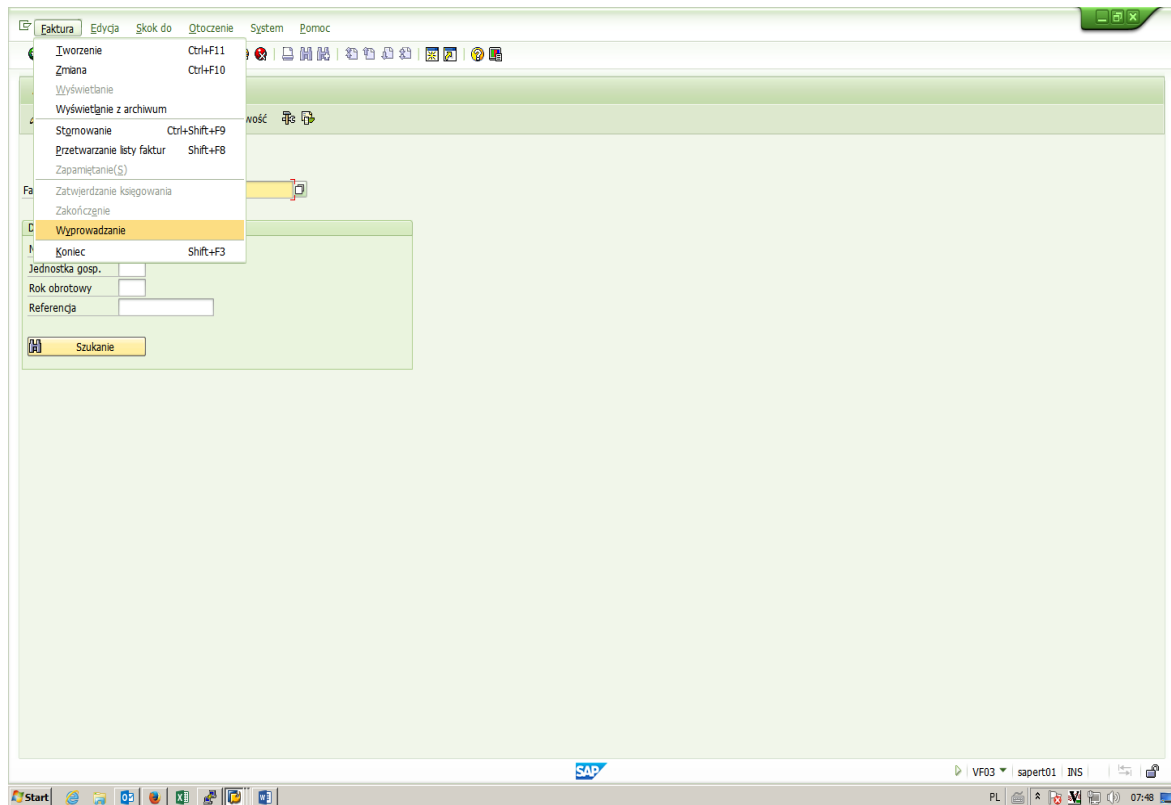 Faktura Edycja Skok do Otoczenie System Pomoc
Tworzenie Ctrl+F11
Zmiana Ctrl+F10
Wyświetlanie
Wyświetlanie z archiwum
Stornowanie Ctrl+Shift+F9
wość
Przetwarzanie listy faktur Shift+F8
Zapamiętanie(S)
Fa
Zatwierdzanie księgowania
Zakończenie
D
Wyprowadzanie
N
Koniec Shift+F3
Jednostka gosp.
Rok obrotowy
Referencja
Szukanie
SAP
VF03 sapert01 INS
Start
PL 07:48